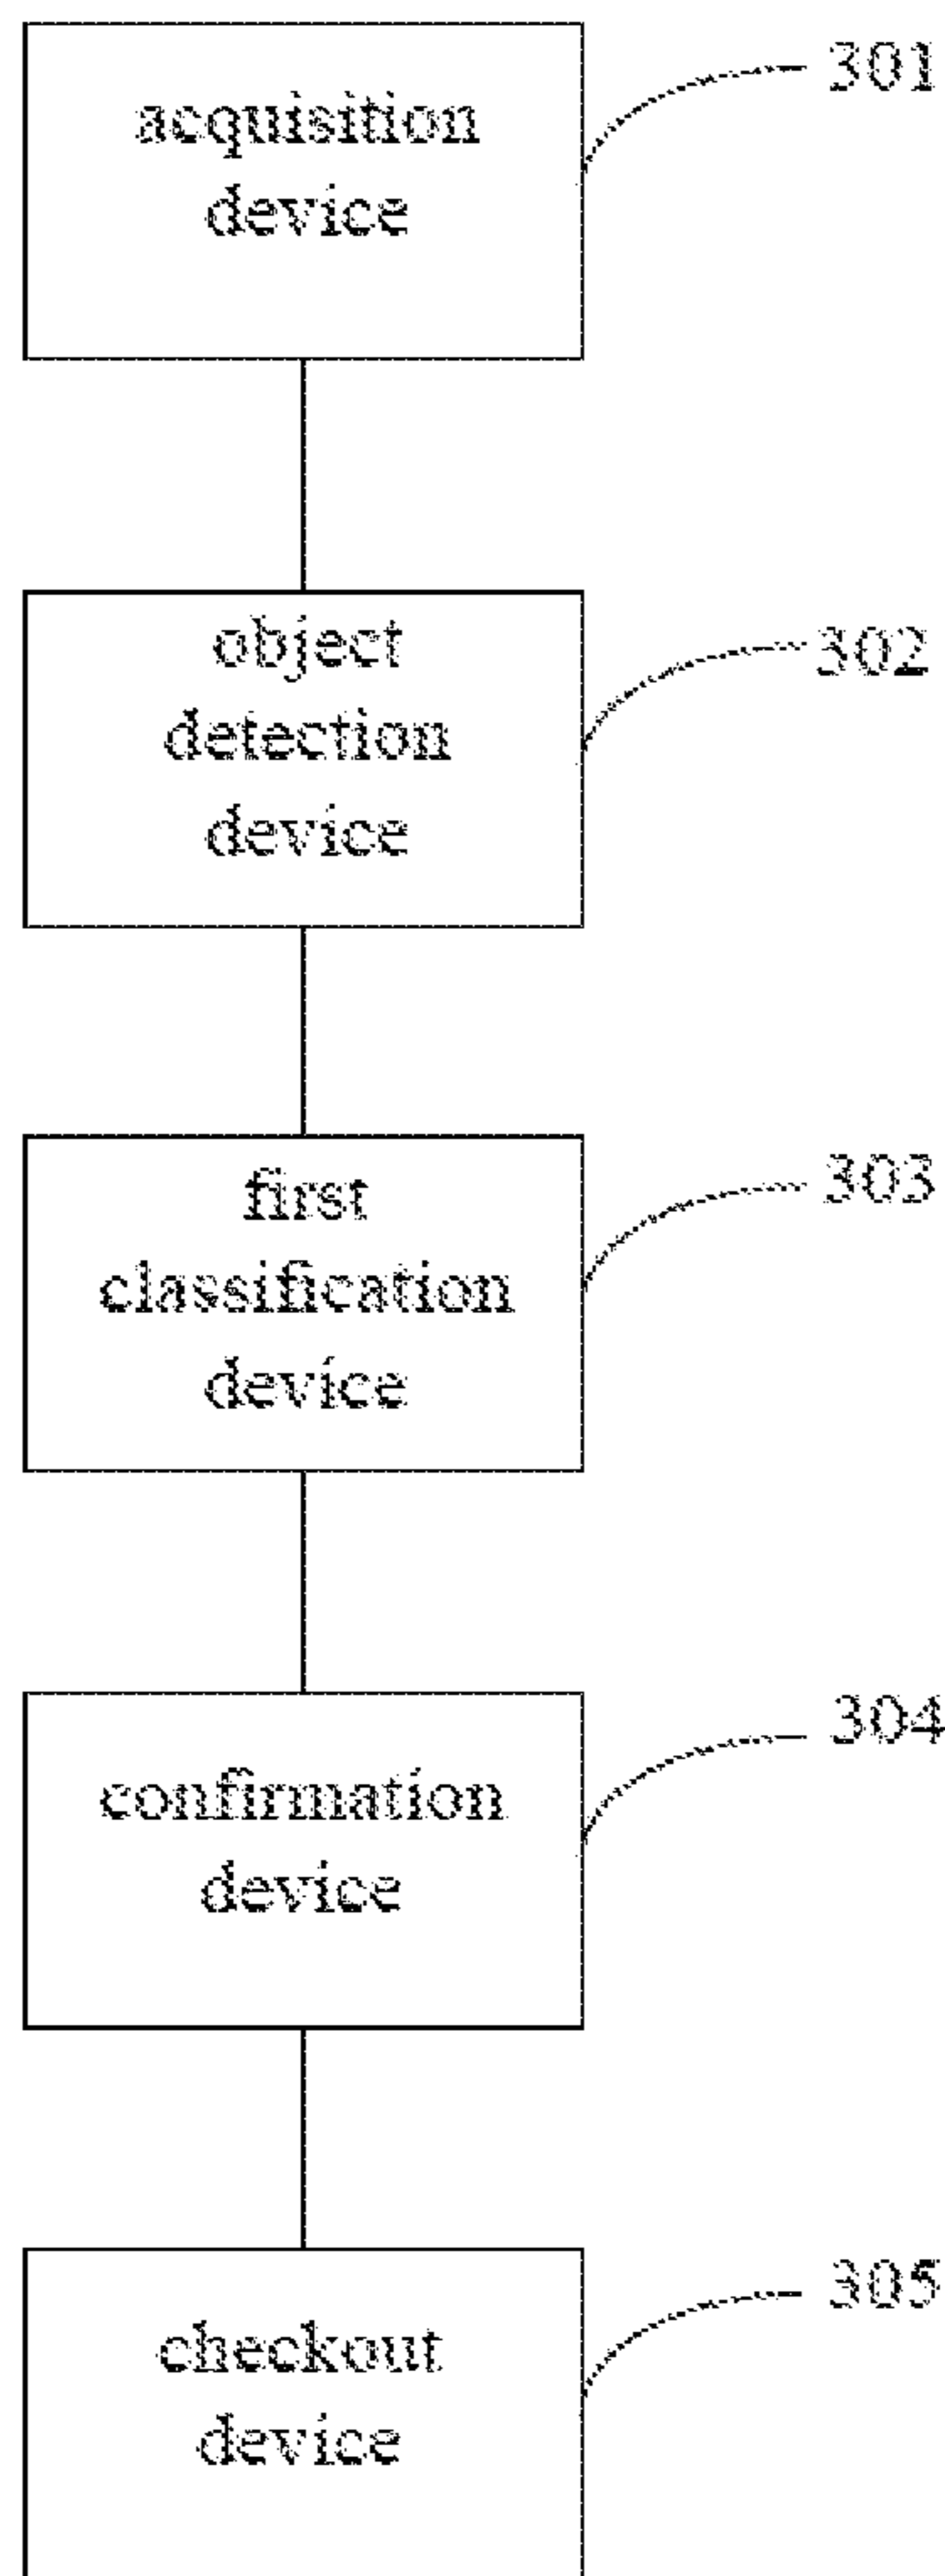 acquisition
device
301
object
detection
device
302
first
classification
device
303
confirmation
device
304
checkout
device
305